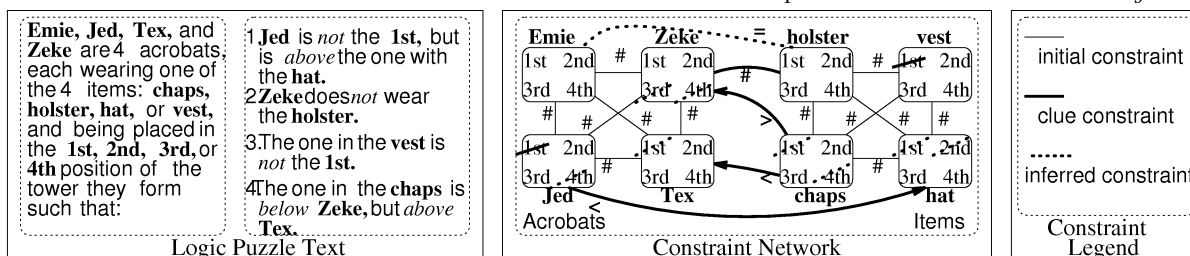 Emie, Jed, Tex, and
Zeke are 4 acrobats,
each wearing one of
the 4 items: chaps,
holster, hat, or vest,
and being placed in
the 1st, 2nd, 3rd, or
4th position of the
tower they form
such that:
1 Jed is not the 1st, but
is above the one with
the hat.
2 Zeke does not wear
the holster.
3. The one in the vest is
not the 1st.
4. The one in the chaps is
below Zeke, but above
Tex.
Logic Puzzle Text
Emie Zeke = holster vest
1st 2nd # 1st 2nd # 1st 2nd # 1st 2nd
3rd 4th 3rd 4th 3rd 4th 3rd 4th
# # # # > # # # #
1st 2nd # 1st 2nd 1st 2nd # 1st 2nd
3rd 4th 3rd 4th < 3rd 4th 3rd 4th
Jed < Tex chaps hat
Acrobats Items
Constraint Network
initial constraint
clue constraint
inferred constraint
Constraint
Legend